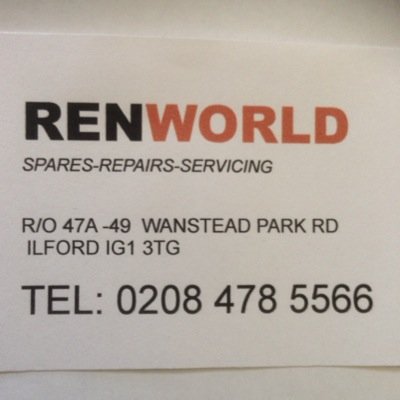 RENWORLD
SPARES-REPAIRS-SERVICING
R/O 47A -49 WANSTEAD PARK RD
ILFORD IG1 3TG
TEL: 0208 478 5566